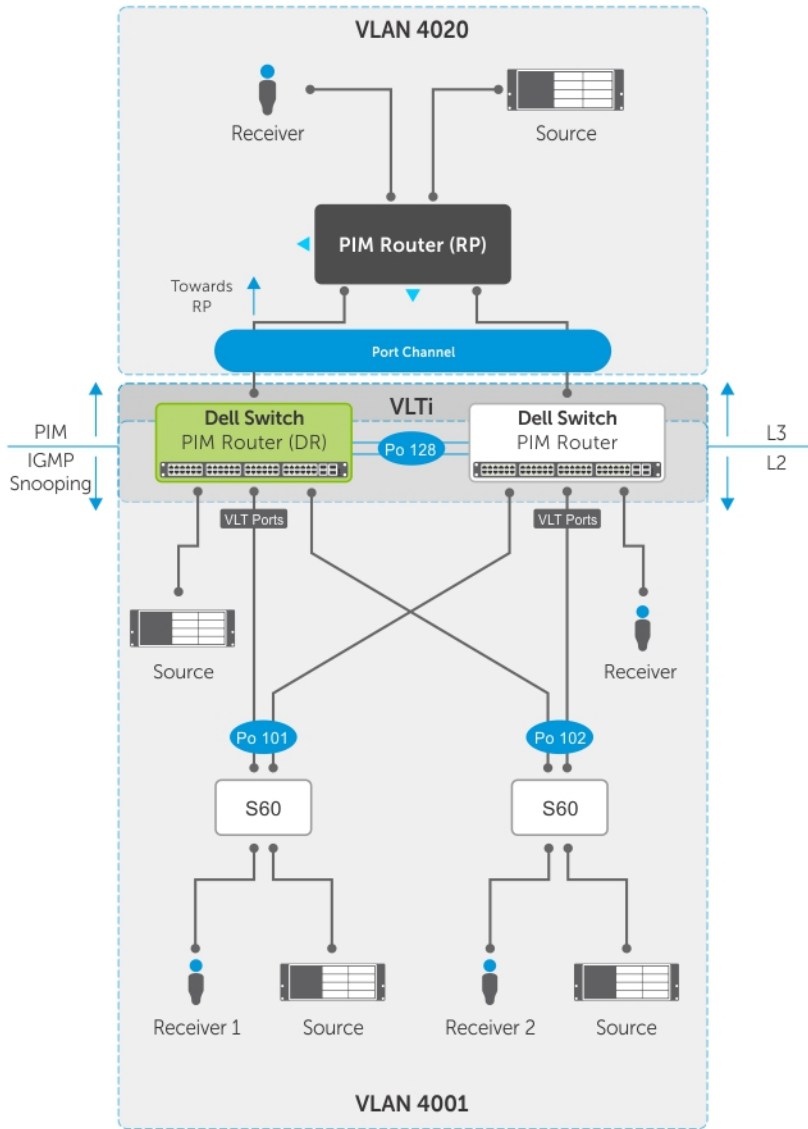 VLAN 4020
Receiver
Source
PIM Router (RP)
Towards
RP
Port Channel
VLTi
Dell Switch
PIM Router (DR)
Dell Switch
PIM Router
Po 128
PIM
IGMP
Snooping
L3
L2
VLT Ports
VLT Ports
Source
Receiver
Po 101
Po 102
S60
S60
Receiver 1
Source
Receiver 2
Source
VLAN 4001